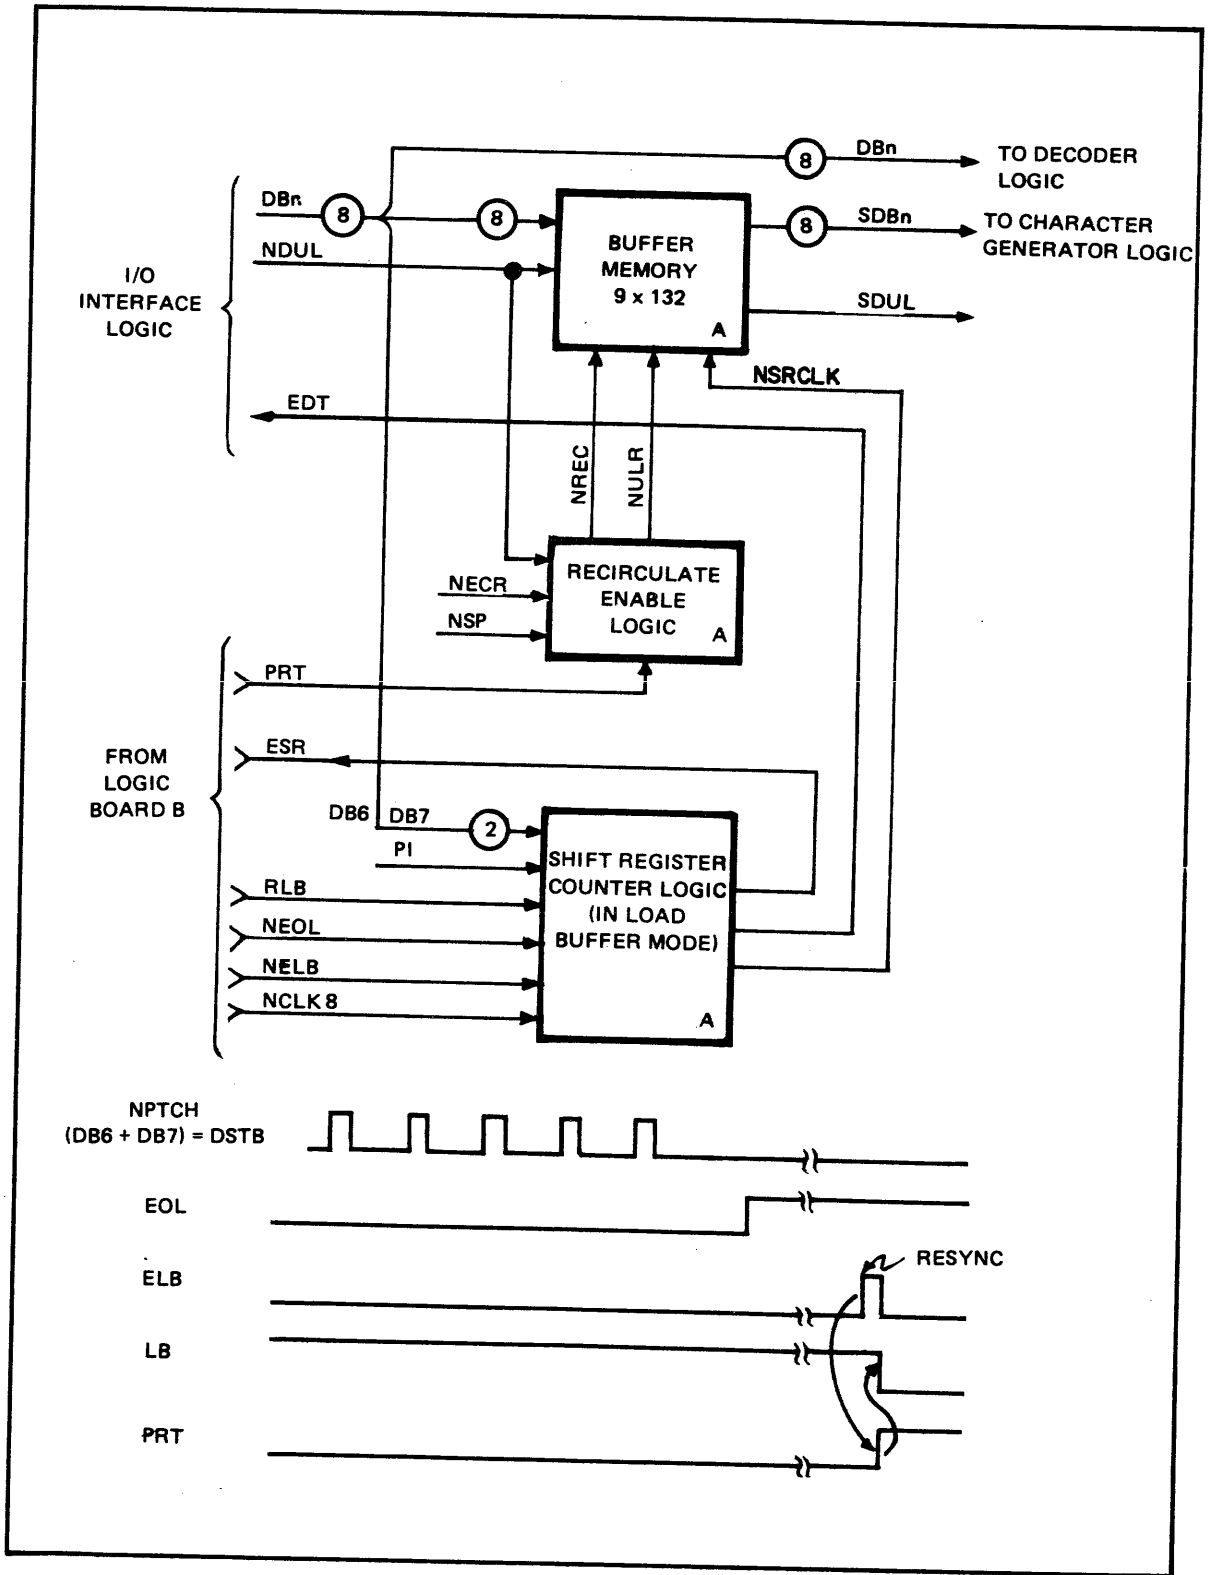 DBn
TO DECODER
LOGIC
8
DBn
8
8
BUFFER
MEMORY
9 x 132
A
8
SDBn
TO CHARACTER
GENERATOR LOGIC
NDUL
I/O
INTERFACE
LOGIC
SDUL
NSRCLK
EDT
NREC
NULR
RECIRCULATE
ENABLE
LOGIC
A
NECR
NSP
PRT
ESR
FROM
LOGIC
BOARD B
DB6
DB7
2
PI
SHIFT REGISTER
COUNTER LOGIC
(IN LOAD
BUFFER MODE)
A
RLB
NEOL
NELB
NCLK 8
NPTCH
(DB6 + DB7) = DSTB
EOL
ELB
RESYNC
LB
PRT